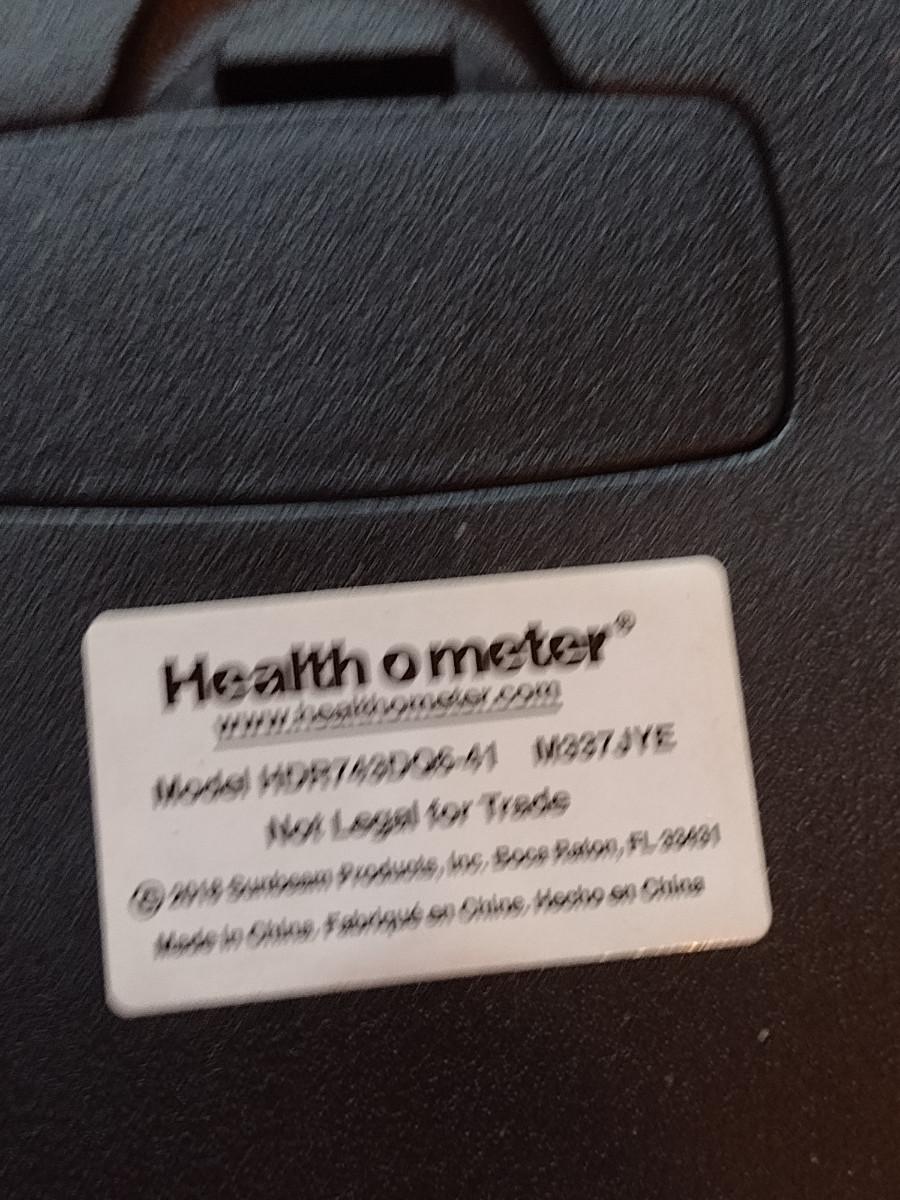 Health o meter®
www.healthometer.com
Model HDR743DQ6-41 M337JYE
Not Legal for Trade
© Sunbeam Products, Inc. Boca Raton, FL 33431
Made in China. Fabriqué en Chine. Hecho en China